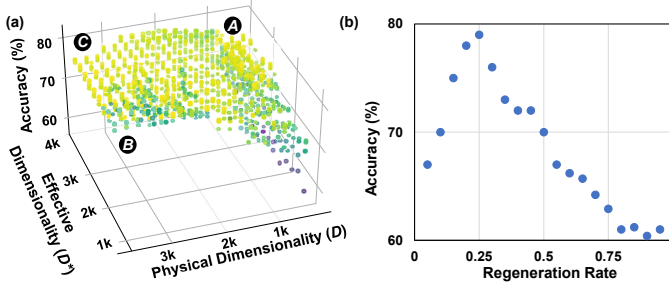 (a)
A
C
B
Accuracy (%)
80
70
60
4k
3k
2k
1k
Effective
Dimensionality (D*)
3k
2k
1k
Physical Dimensionality (D)
(b)
Accuracy (%)
80
70
60
0
0.25
0.5
0.75
Regeneration Rate